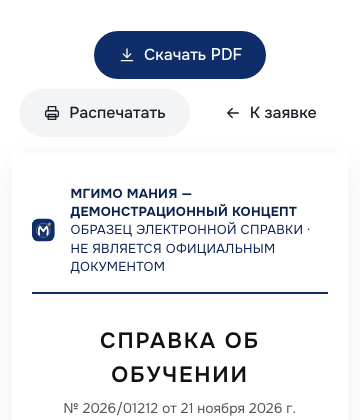 Скачать PDF
Распечатать
К заявке
МГИМО МАНИЯ —
ДЕМОНСТРАЦИОННЫЙ КОНЦЕПТ
ОБРАЗЕЦ ЭЛЕКТРОННОЙ СПРАВКИ ·
НЕ ЯВЛЯЕТСЯ ОФИЦИАЛЬНЫМ
ДОКУМЕНТОМ
СПРАВКА ОБ
ОБУЧЕНИИ
№ 2026/01212 от 21 ноября 2026 г.